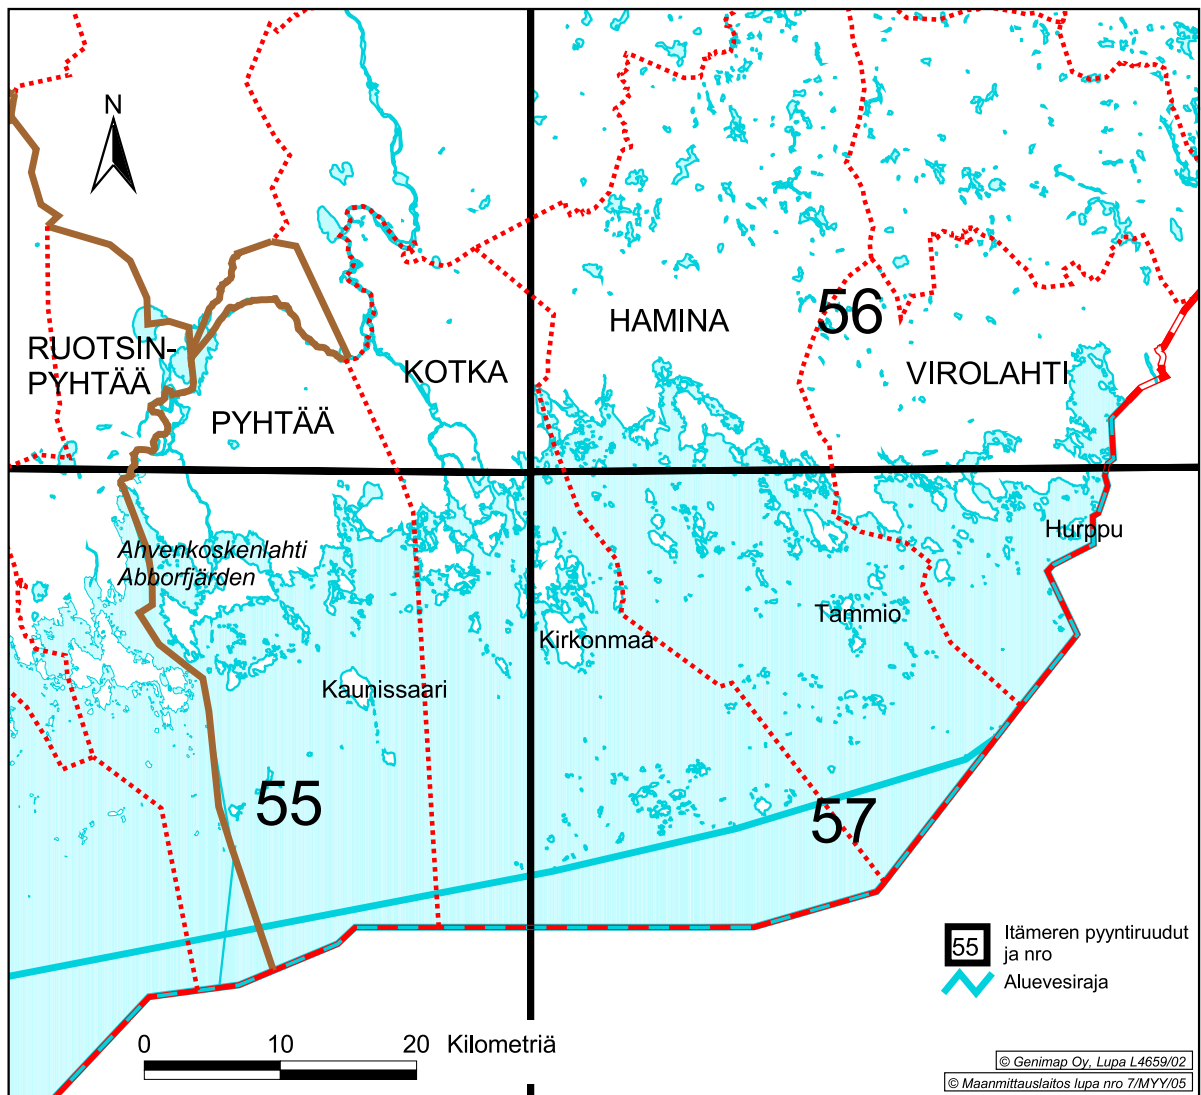 N
HAMINA
56
RUOTSIN-
PYHTÄÄ
KOTKA
VIROLAHTI
PYHTÄÄ
Hurppu
Ahvenkoskenlahti
Abborfjärden
Tammio
Kirkonmaa
Kaunissaari
55
57
55 Itämeren pyyntiruudut
ja nro
Aluevesiraja
0 10 20 Kilometriä
© Genimap Oy, Lupa L4659/02
© Maanmittauslaitos lupa nro 7/MYY/05